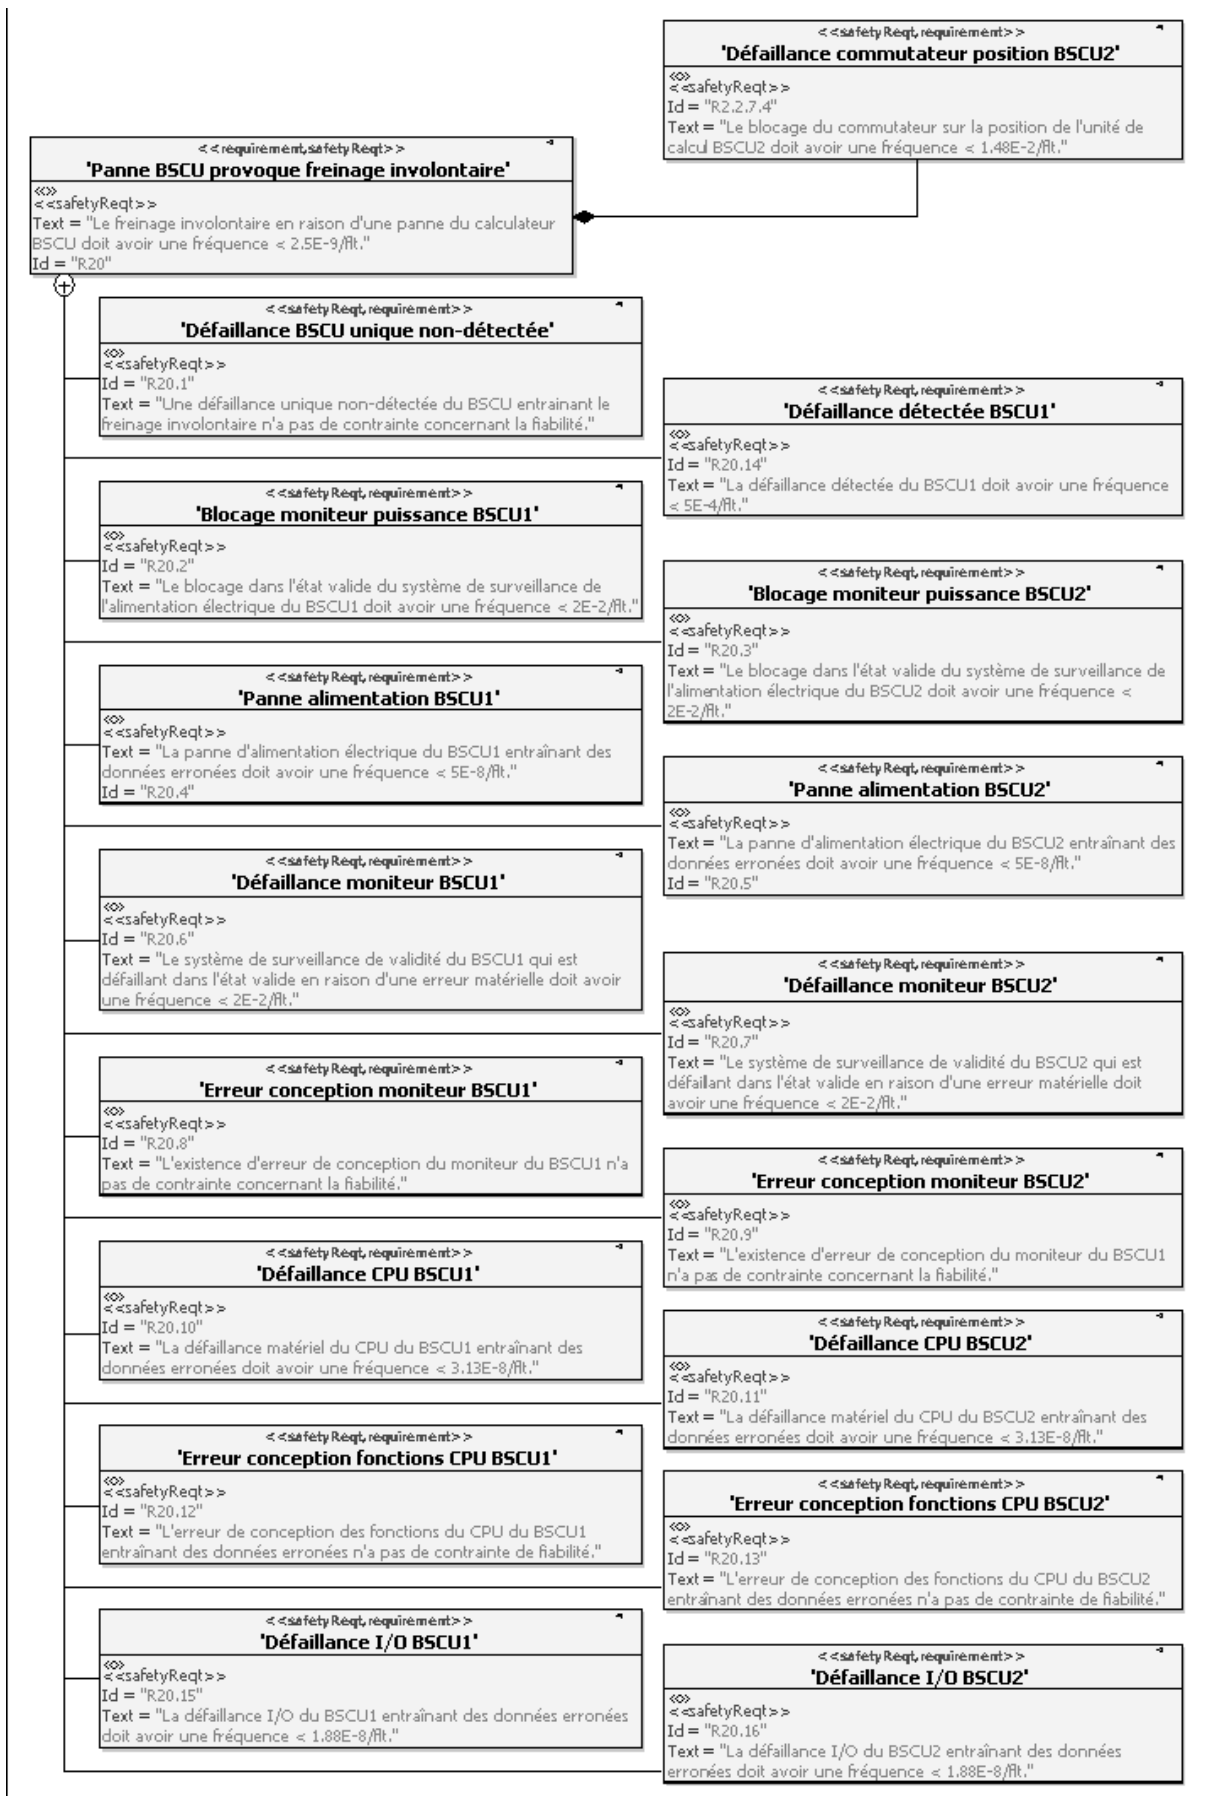 <<safetyReqt,requirement>>
'Défaillance commutateur position BSCU2'
<<safetyReqt>>
Id = "R2.2.7.4"
Text = "Le blocage du commutateur sur la position de l'unité de
calcul BSCU2 doit avoir une fréquence < 1.48E-2/flt."
<<requirement,safetyReqt>>
'Panne BSCU provoque freinage involontaire'
<<safetyReqt>>
Text = "Le freinage involontaire en raison d'une panne du calculateur
BSCU doit avoir une fréquence < 2.5E-9/flt."
Id = "R20"
<<safetyReqt,requirement>>
'Défaillance BSCU unique non-détectée'
<<safetyReqt>>
Id = "R20.1"
Text = "Une défaillance unique non-détectée du BSCU entrainant le
freinage involontaire n'a pas de contrainte concernant la fiabilité."
<<safetyReqt,requirement>>
'Défaillance détectée BSCU1'
<<safetyReqt>>
Id = "R20.14"
Text = "La défaillance détectée du BSCU1 doit avoir une fréquence
< 5E-4/flt."
<<safetyReqt,requirement>>
'Blocage moniteur puissance BSCU1'
<<safetyReqt>>
Id = "R20.2"
Text = "Le blocage dans l'état valide du système de surveillance de
l'alimentation électrique du BSCU1 doit avoir une fréquence < 2E-2/flt."
<<safetyReqt,requirement>>
'Blocage moniteur puissance BSCU2'
<<safetyReqt>>
Id = "R20.3"
Text = "Le blocage dans l'état valide du système de surveillance de
l'alimentation électrique du BSCU2 doit avoir une fréquence <
2E-2/flt."
<<safetyReqt,requirement>>
'Panne alimentation BSCU1'
<<safetyReqt>>
Text = "La panne d'alimentation électrique du BSCU1 entraînant des
données erronées doit avoir une fréquence < 5E-8/flt."
Id = "R20.4"
<<safetyReqt,requirement>>
'Panne alimentation BSCU2'
<<safetyReqt>>
Text = "La panne d'alimentation électrique du BSCU2 entraînant des
données erronées doit avoir une fréquence < 5E-8/flt."
Id = "R20.5"
<<safetyReqt,requirement>>
'Défaillance moniteur BSCU1'
<<safetyReqt>>
Id = "R20.6"
Text = "Le système de surveillance de validité du BSCU1 qui est
défaillant dans l'état valide en raison d'une erreur matérielle doit avoir
une fréquence < 2E-2/flt."
<<safetyReqt,requirement>>
'Défaillance moniteur BSCU2'
<<safetyReqt>>
Id = "R20.7"
Text = "Le système de surveillance de validité du BSCU2 qui est
défaillant dans l'état valide en raison d'une erreur matérielle doit
avoir une fréquence < 2E-2/flt."
<<safetyReqt,requirement>>
'Erreur conception moniteur BSCU1'
<<safetyReqt>>
Id = "R20.8"
Text = "L'existence d'erreur de conception du moniteur du BSCU1 n'a
pas de contrainte concernant la fiabilité."
<<safetyReqt,requirement>>
'Erreur conception moniteur BSCU2'
<<safetyReqt>>
Id = "R20.9"
Text = "L'existence d'erreur de conception du moniteur du BSCU1
n'a pas de contrainte concernant la fiabilité."
<<safetyReqt,requirement>>
'Défaillance CPU BSCU1'
<<safetyReqt>>
Id = "R20.10"
Text = "La défaillance matériel du CPU du BSCU1 entraînant des
données erronées doit avoir une fréquence < 3.13E-8/flt."
<<safetyReqt,requirement>>
'Défaillance CPU BSCU2'
<<safetyReqt>>
Id = "R20.11"
Text = "La défaillance matériel du CPU du BSCU2 entraînant des
données erronées doit avoir une fréquence < 3.13E-8/flt."
<<safetyReqt,requirement>>
'Erreur conception fonctions CPU BSCU1'
<<safetyReqt>>
Id = "R20.12"
Text = "L'erreur de conception des fonctions du CPU du BSCU1
entraînant des données erronées n'a pas de contrainte de fiabilité."
<<safetyReqt,requirement>>
'Erreur conception fonctions CPU BSCU2'
<<safetyReqt>>
Id = "R20.13"
Text = "L'erreur de conception des fonctions du CPU du BSCU2
entraînant des données erronées n'a pas de contrainte de fiabilité."
<<safetyReqt,requirement>>
'Défaillance I/O BSCU1'
<<safetyReqt>>
Id = "R20.15"
Text = "La défaillance I/O du BSCU1 entraînant des données erronées
doit avoir une fréquence < 1.88E-8/flt."
<<safetyReqt,requirement>>
'Défaillance I/O BSCU2'
<<safetyReqt>>
Id = "R20.16"
Text = "La défaillance I/O du BSCU2 entraînant des données
erronées doit avoir une fréquence < 1.88E-8/flt."